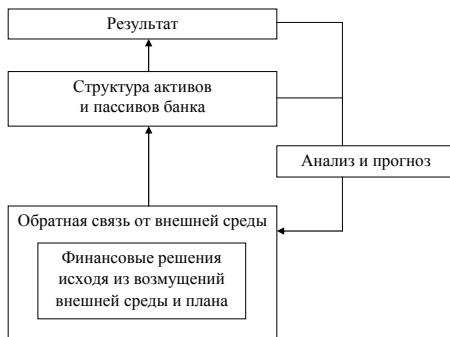 Результат
Структура активов
и пассивов банка
Анализ и прогноз
Обратная связь от внешней среды
Финансовые решения
исходя из возмущений
внешней среды и плана